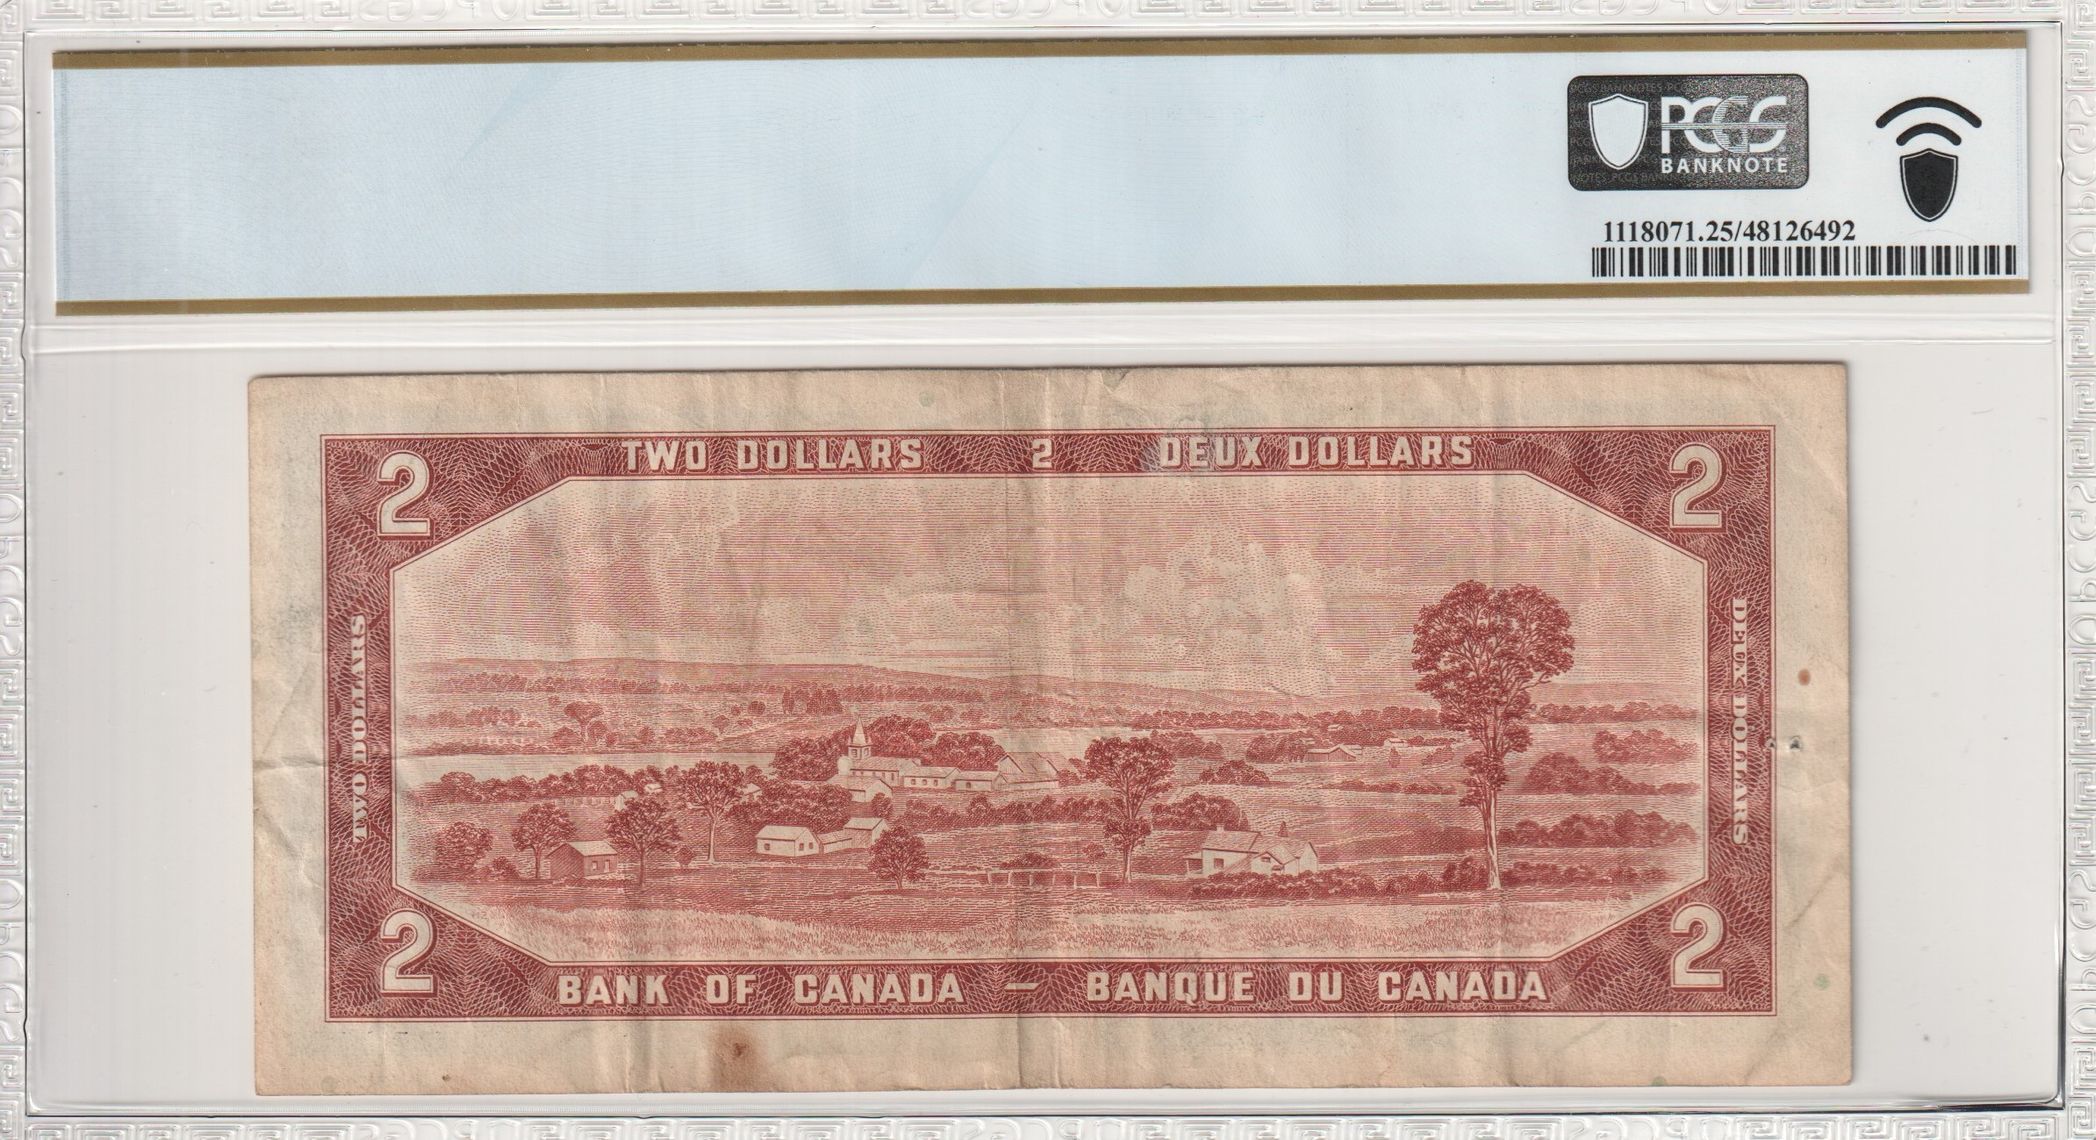 PCGS
BANKNOTE
1118071.25/48126492
TWO DOLLARS 2 DEUX DOLLARS
2 2
TWO DOLLARS
DEUX DOLLARS
2 2
BANK OF CANADA — BANQUE DU CANADA